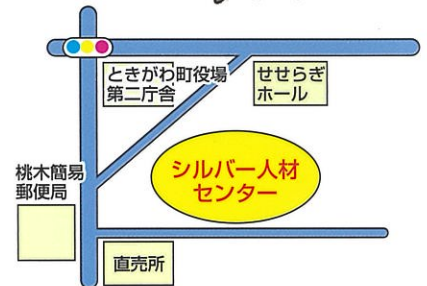 ときがわ町役場
第二庁舎
せせらぎ
ホール
桃木簡易
郵便局
シルバー人材
センター
直売所